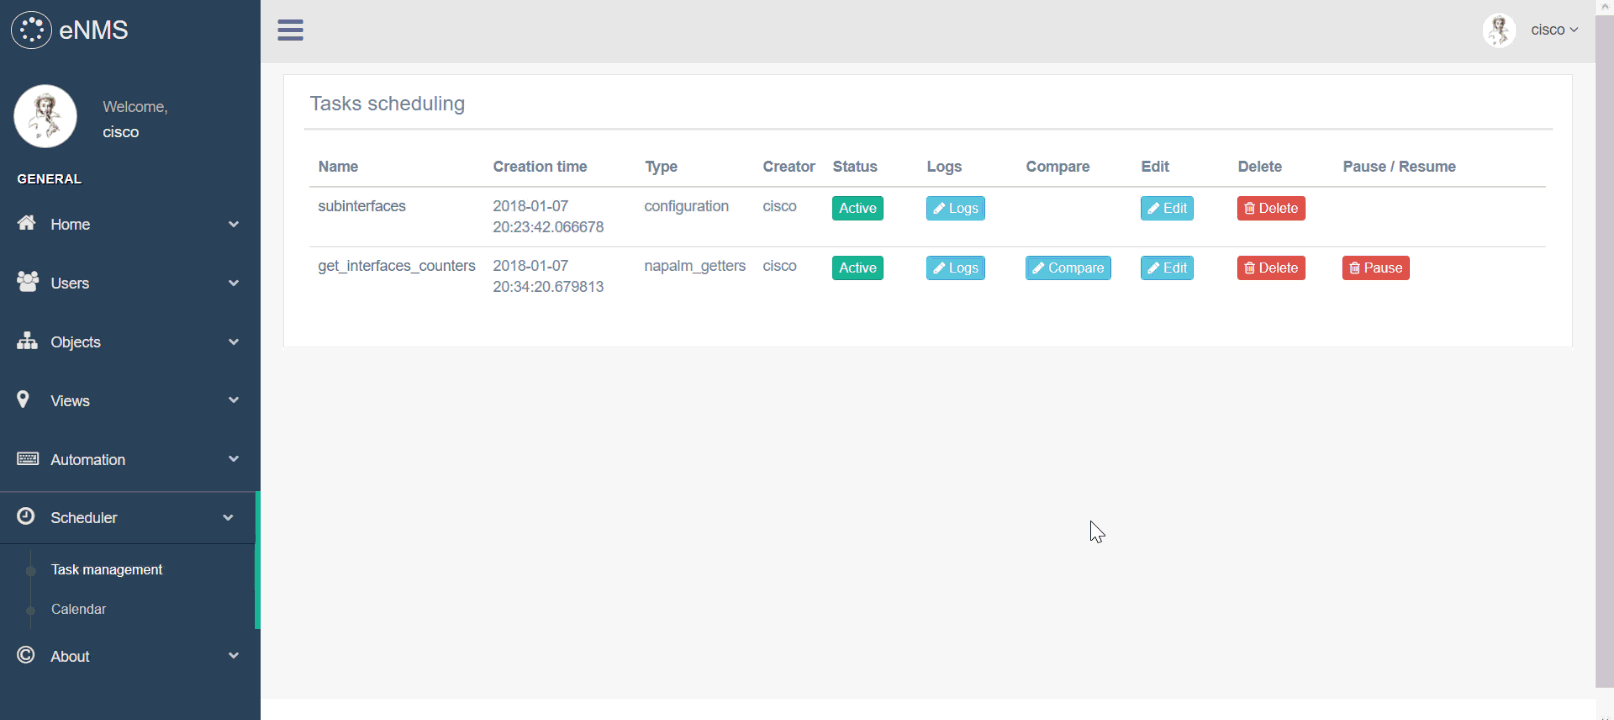 eNMS
cisco
Welcome,
cisco
GENERAL
Home
Users
Objects
Views
Automation
Scheduler
Task management
Calendar
About
Tasks scheduling
Name Creation time Type Creator Status Logs Compare Edit Delete Pause / Resume
subinterfaces 2018-01-07 configuration cisco Active Logs Edit Delete
20:23:42.066678
get_interfaces_counters 2018-01-07 napalm_getters cisco Active Logs Compare Edit Delete Pause
20:34:20.679813